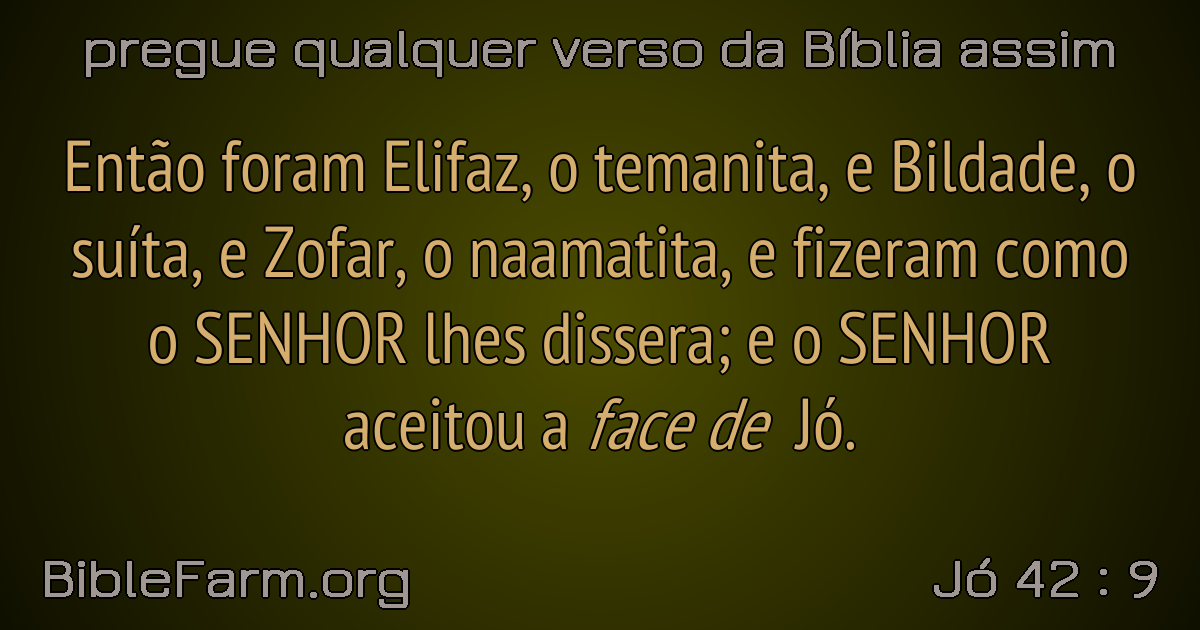 pregue qualquer verso da Bíblia assim
Então foram Elifaz, o temanita, e Bildade, o
suíta, e Zofar, o naamatita, e fizeram como
o SENHOR lhes dissera; e o SENHOR
aceitou a face de Jó.
BibleFarm.org
Jó 42 : 9